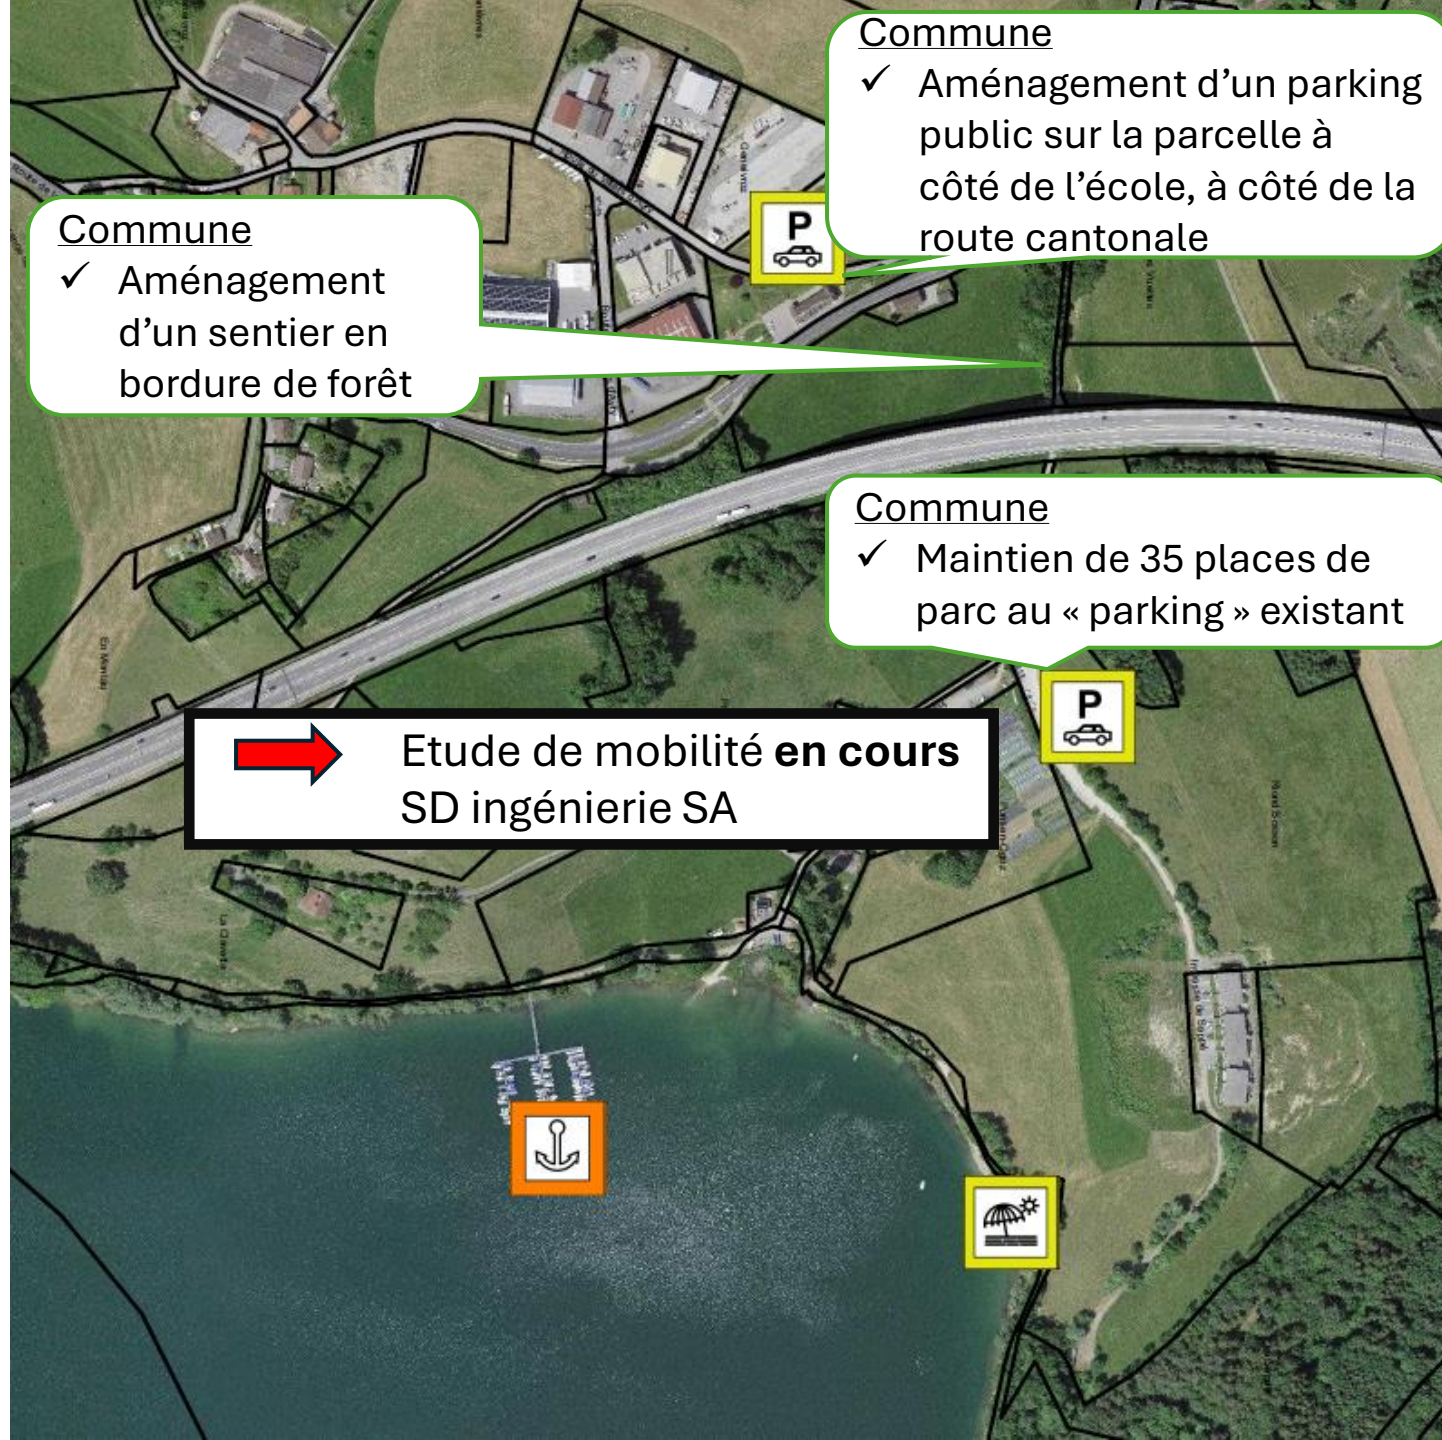 Commune
✓ Aménagement d’un parking
public sur la parcelle à
côté de l’école, à côté de la
route cantonale
Commune
✓ Aménagement
d’un sentier en
bordure de forêt
Commune
✓ Maintien de 35 places de
parc au « parking » existant
Etude de mobilité en cours
SD ingénierie SA
P
P
En Monteau